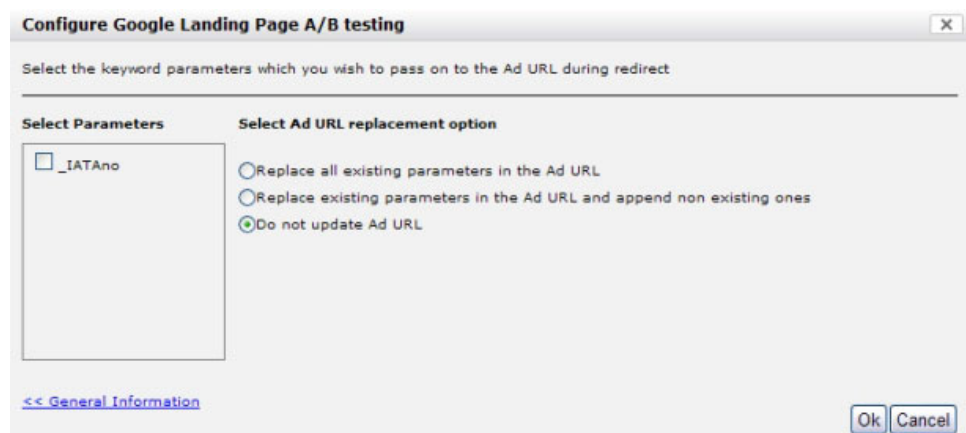 Configure Google Landing Page A/B testing
Select the keyword parameters which you wish to pass on to the Ad URL during redirect
Select Parameters
Select Ad URL replacement option
_IATAno
Replace all existing parameters in the Ad URL
Replace existing parameters in the Ad URL and append non existing ones
Do not update Ad URL
<< General Information
Ok Cancel